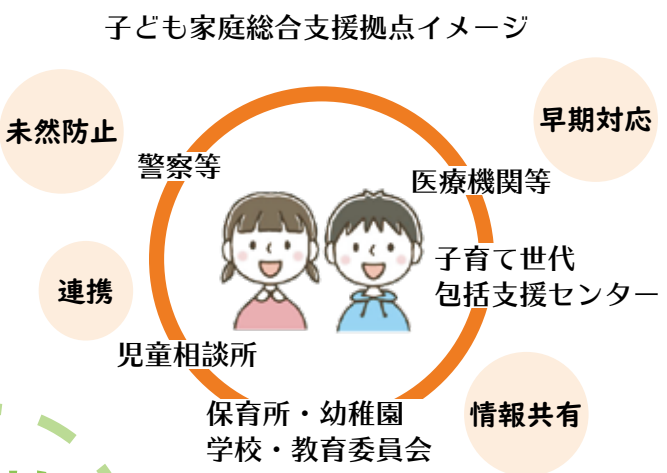 子ども家庭総合支援拠点イメージ
未然防止
早期対応
警察等
医療機関等
子育て世代
包括支援センター
連携
児童相談所
保育所・幼稚園
学校・教育委員会
情報共有